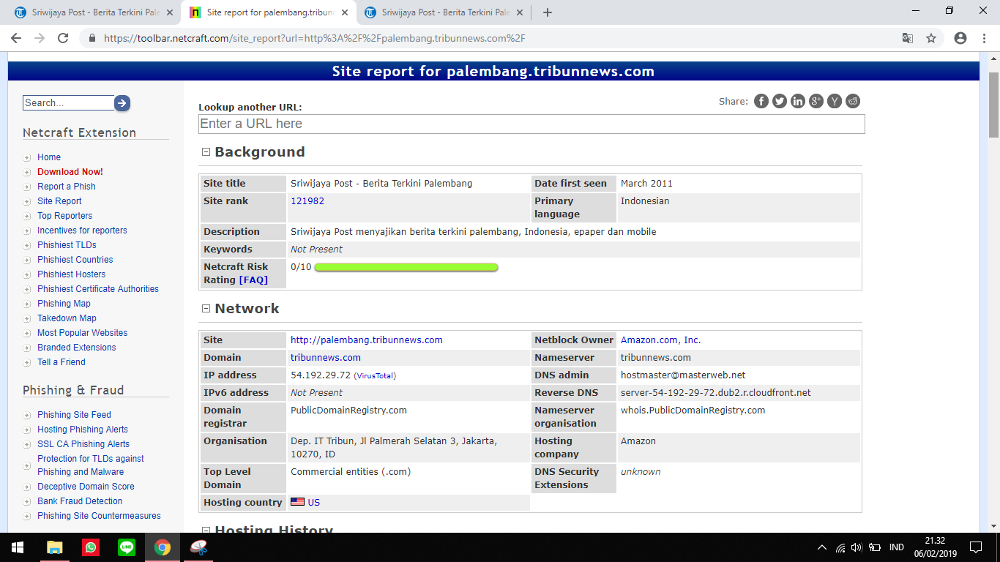 Sriwijaya Post - Berita Terkini Pale
Site report for palembang.tribunn
Sriwijaya Post - Berita Terkini Pale
https://toolbar.netcraft.com/site_report?url=http%3A%2F%2Fpalembang.tribunnews.com%2F
Site report for palembang.tribunnews.com
Search...
Netcraft Extension
Home
Download Now!
Report a Phish
Site Report
Top Reporters
Incentives for reporters
Phishiest TLDs
Phishiest Countries
Phishiest Hosters
Phishiest Certificate Authorities
Phishing Map
Takedown Map
Most Popular Websites
Branded Extensions
Tell a Friend
Phishing & Fraud
Phishing Site Feed
Hosting Phishing Alerts
SSL CA Phishing Alerts
Protection for TLDs against
Phishing and Malware
Deceptive Domain Score
Bank Fraud Detection
Phishing Site Countermeasures
Share:
Lookup another URL:
Enter a URL here
Background
Site title Sriwijaya Post - Berita Terkini Palembang Date first seen March 2011
Site rank 121982 Primary Indonesian
language
Description Sriwijaya Post menyajikan berita terkini palembang, Indonesia, epaper dan mobile
Keywords Not Present
Netcraft Risk 0/10
Rating [FAQ]
Network
Site http://palembang.tribunnews.com Netblock Owner Amazon.com, Inc.
Domain tribunnews.com Nameserver tribunnews.com
IP address 54.192.29.72 (VirusTotal) DNS admin hostmaster@masterweb.net
IPv6 address Not Present Reverse DNS server-54-192-29-72.dub2.r.cloudfront.net
Domain PublicDomainRegistry.com Nameserver whois.PublicDomainRegistry.com
registrar organisation
Organisation Dep. IT Tribun, Jl Palmerah Selatan 3, Jakarta, Hosting Amazon
10270, ID company
Top Level Commercial entities (.com) DNS Security unknown
Domain Extensions
Hosting country US
Hosting History
IND
21.32
06/02/2019